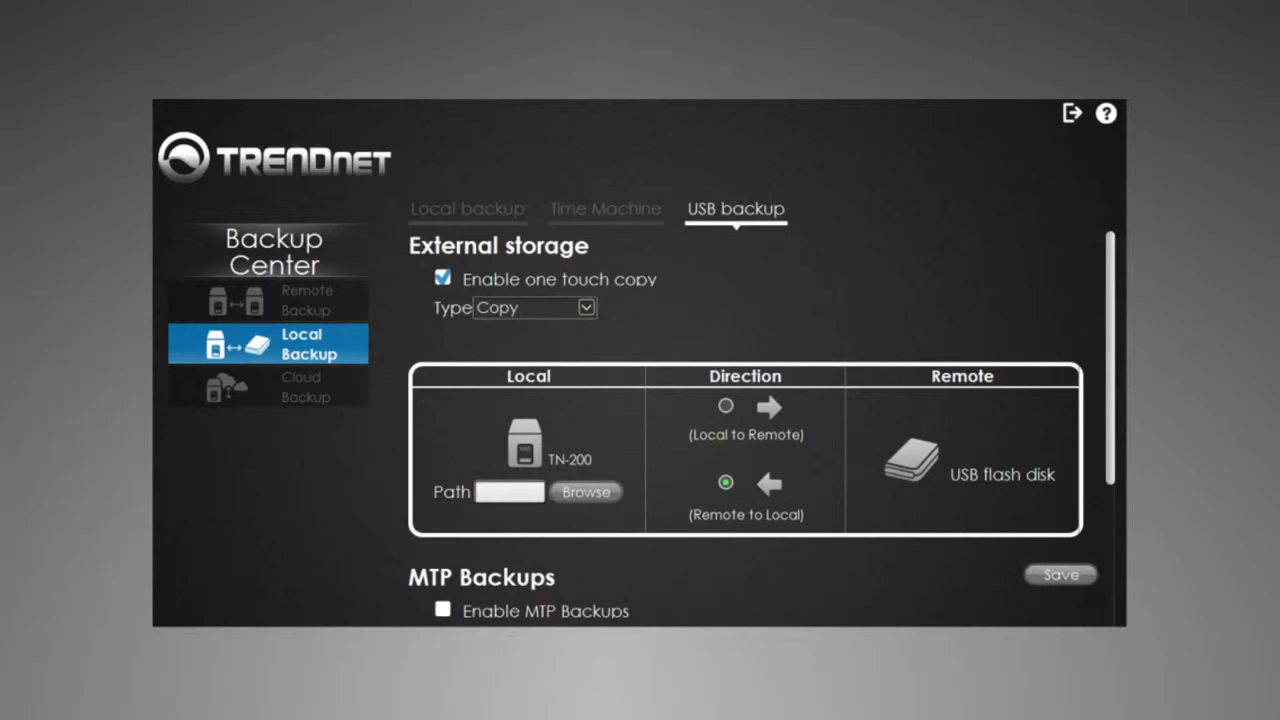 TRENDNET
Local backup Time Machine USB backup
Backup
Center
Remote
Backup
Local
Backup
Cloud
Backup
External storage
Enable one touch copy
Type Copy
Local Direction Remote
(Local to Remote)
TN-200
USB flash disk
Path Browse
(Remote to Local)
MTP Backups
Save
Enable MTP Backups